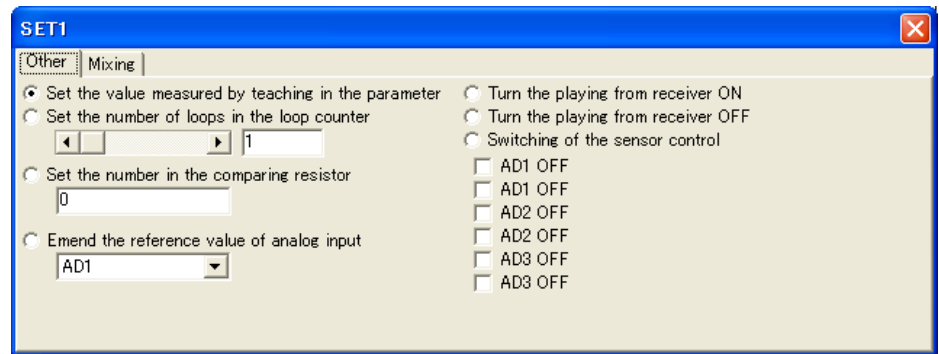 SET1
Other
Mixing
Set the value measured by teaching in the parameter
Set the number of loops in the loop counter
1
Set the number in the comparing resistor
0
Emend the reference value of analog input
AD1
Turn the playing from receiver ON
Turn the playing from receiver OFF
Switching of the sensor control
AD1 OFF
AD1 OFF
AD2 OFF
AD2 OFF
AD3 OFF
AD3 OFF